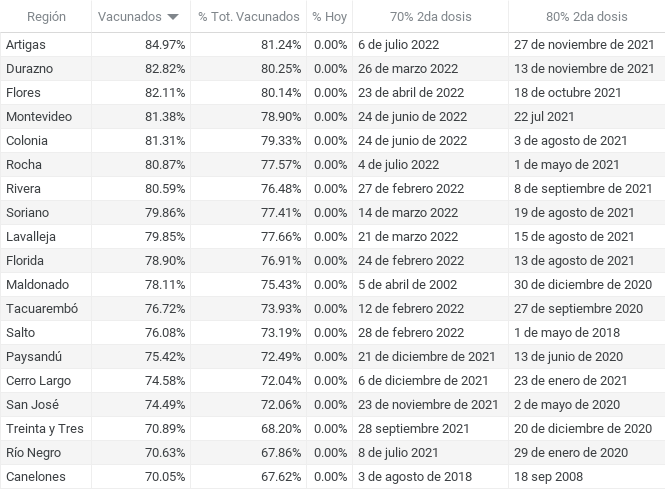 Región Vacunados % Tot. Vacunados % Hoy 70% 2da dosis 80% 2da dosis
Artigas 84.97% 81.24% 0.00% 6 de julio 2022 27 de noviembre de 2021
Durazno 82.82% 80.25% 0.00% 26 de marzo 2022 13 de noviembre de 2021
Flores 82.11% 80.14% 0.00% 23 de abril de 2022 18 de octubre 2021
Montevideo 81.38% 78.90% 0.00% 24 de junio de 2022 22 jul 2021
Colonia 81.31% 79.33% 0.00% 24 de junio de 2022 3 de agosto de 2021
Rocha 80.87% 77.57% 0.00% 4 de julio 2022 1 de mayo de 2021
Rivera 80.59% 76.48% 0.00% 27 de febrero 2022 8 de septiembre de 2021
Soriano 79.86% 77.41% 0.00% 14 de marzo 2022 19 de agosto de 2021
Lavalleja 79.85% 77.66% 0.00% 21 de marzo 2022 15 de agosto de 2021
Florida 78.90% 76.91% 0.00% 24 de febrero 2022 13 de agosto de 2021
Maldonado 78.11% 75.43% 0.00% 5 de abril de 2002 30 de diciembre de 2020
Tacuarembó 76.72% 73.93% 0.00% 12 de febrero 2022 27 de septiembre 2020
Salto 76.08% 73.19% 0.00% 28 de febrero 2022 1 de mayo de 2018
Paysandú 75.42% 72.49% 0.00% 21 de diciembre de 2021 13 de junio de 2020
Cerro Largo 74.58% 72.04% 0.00% 6 de diciembre de 2021 23 de enero de 2021
San José 74.49% 72.06% 0.00% 23 de noviembre de 2021 2 de mayo de 2020
Treinta y Tres 70.89% 68.20% 0.00% 28 septiembre 2021 20 de diciembre de 2020
Río Negro 70.63% 67.86% 0.00% 8 de julio 2021 29 de enero de 2020
Canelones 70.05% 67.62% 0.00% 3 de agosto de 2018 18 sep 2008